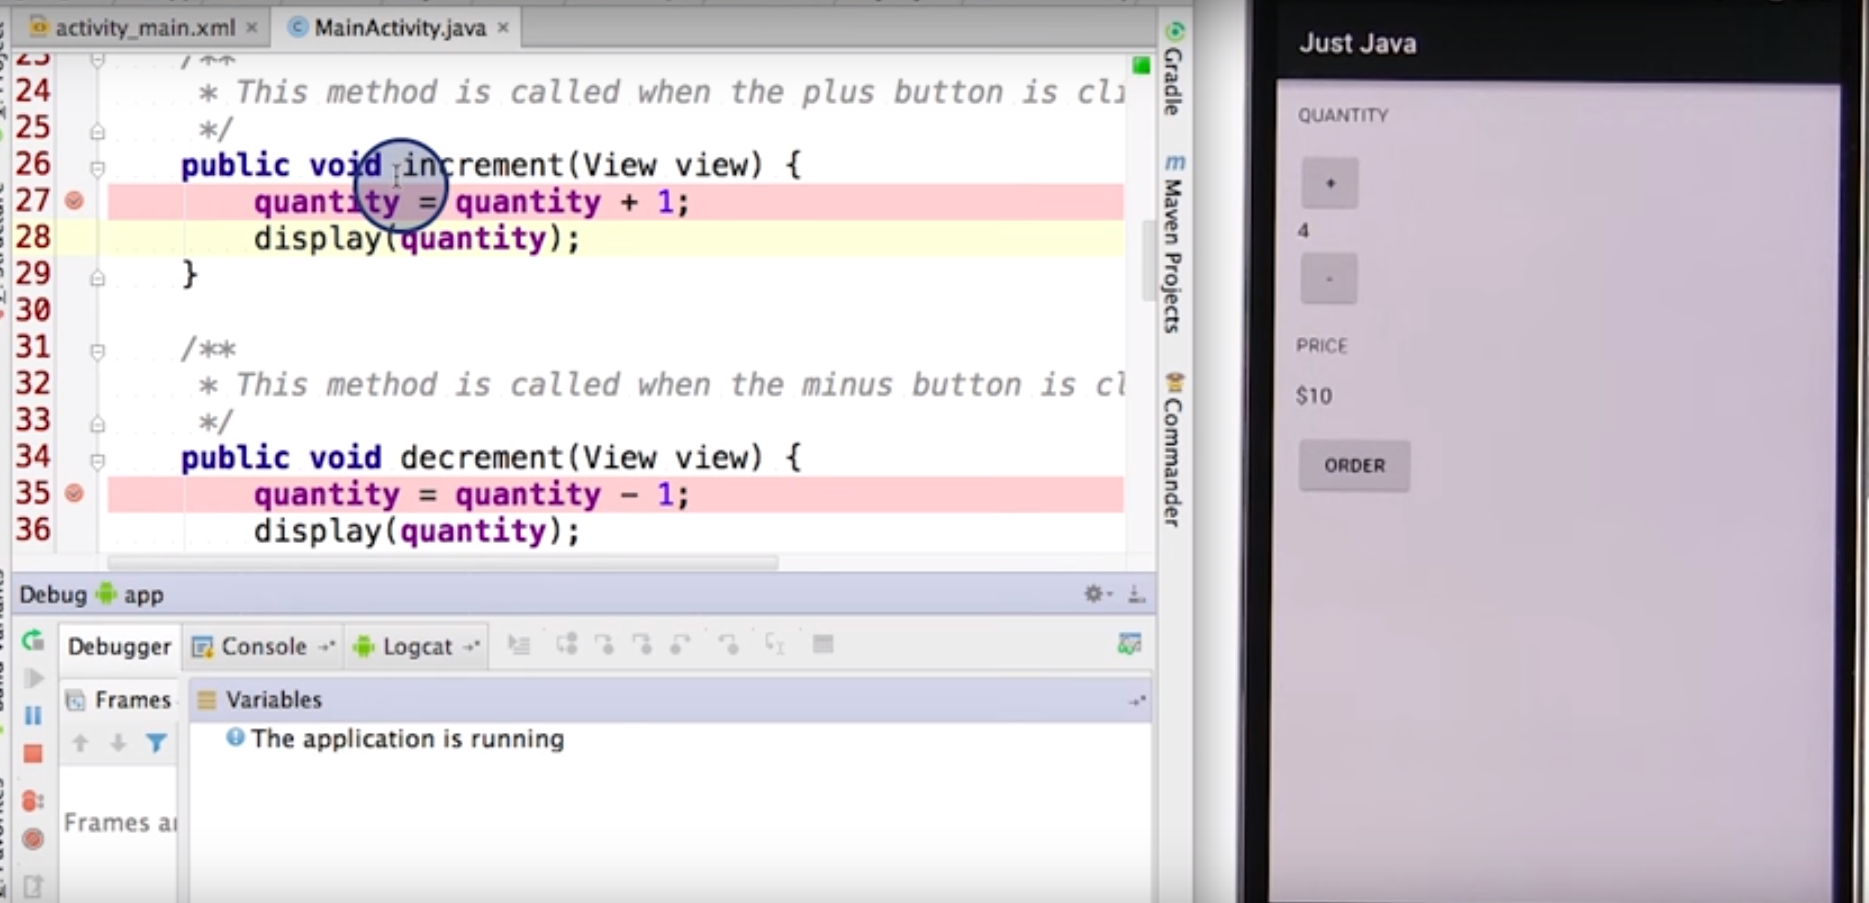 activity_main.xml ×
MainActivity.java ×
23 /**
24 * This method is called when the plus button is cli
25 */
26 public void increment(View view) {
27 quantity = quantity + 1;
28 display(quantity);
29 }
30
31 /**
32 * This method is called when the minus button is cl
33 */
34 public void decrement(View view) {
35 quantity = quantity - 1;
36 display(quantity);
Gradle
Maven Projects
Commander
Debug app
Debugger Console Logcat
Frames Variables
The application is running
Frames ar
Just Java
QUANTITY
+
4
-
PRICE
$10
ORDER